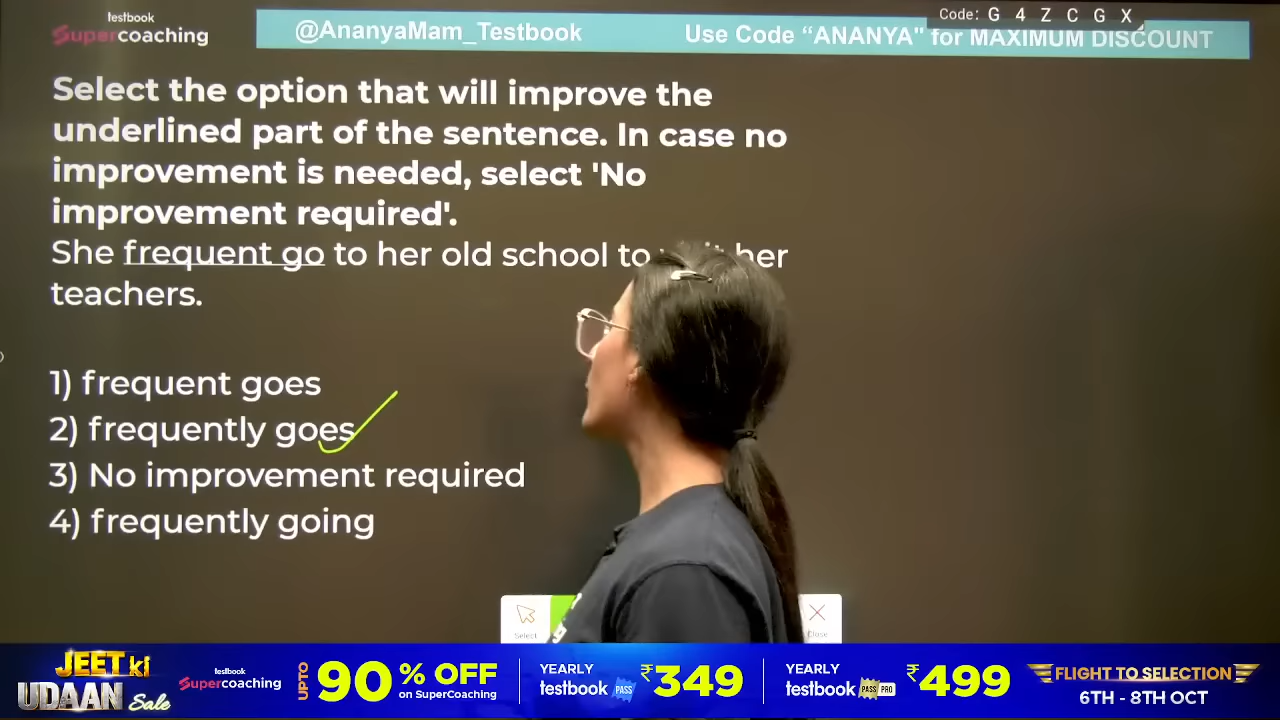 testbook
Supercoaching
@AnanyaMam_Testbook
Use Code “ANANYA" for MAXIMUM DISCOUNT
Code: G 4 Z C G X
Select the option that will improve the
underlined part of the sentence. In case no
improvement is needed, select 'No
improvement required'.
She frequent go to her old school to her
teachers.
1) frequent goes
2) frequently goes
3) No improvement required
4) frequently going
Select
Close
JEET ki
UDAAN Sale
testbook
Supercoaching
UPTO 90% OFF
on SuperCoaching
YEARLY
testbook PASS
₹349
YEARLY
testbook PASS PRO
₹499
FLIGHT TO SELECTION
6TH - 8TH OCT